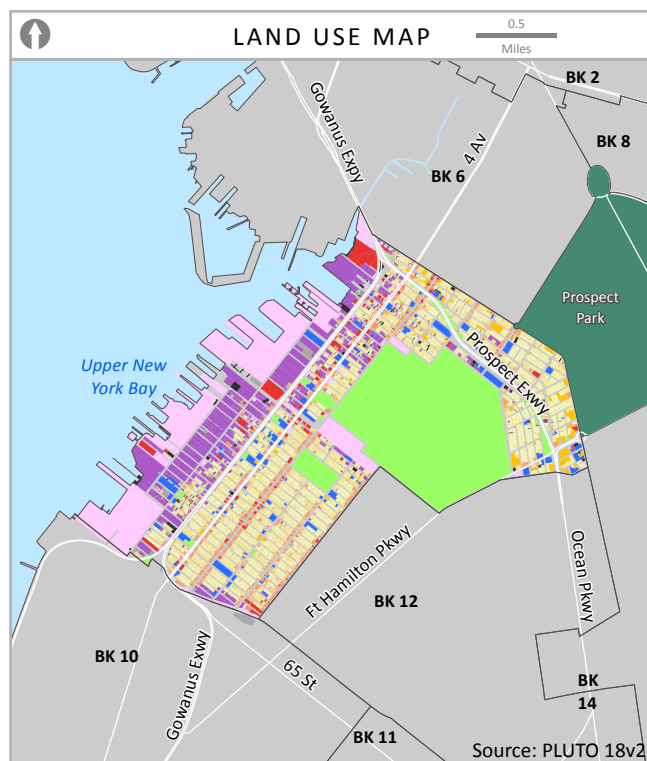 LAND USE MAP
0.5
Miles
BK 2
Gowanus Expy
4 Av
BK 8
BK 6
Prospect
Park
Upper New
York Bay
Prospect Exwy
Ft Hamilton Pkwy
Ocean Pkwy
BK 12
BK 10
Gowanus Exwy
65 St
BK
14
BK 11
Source: PLUTO 18v2